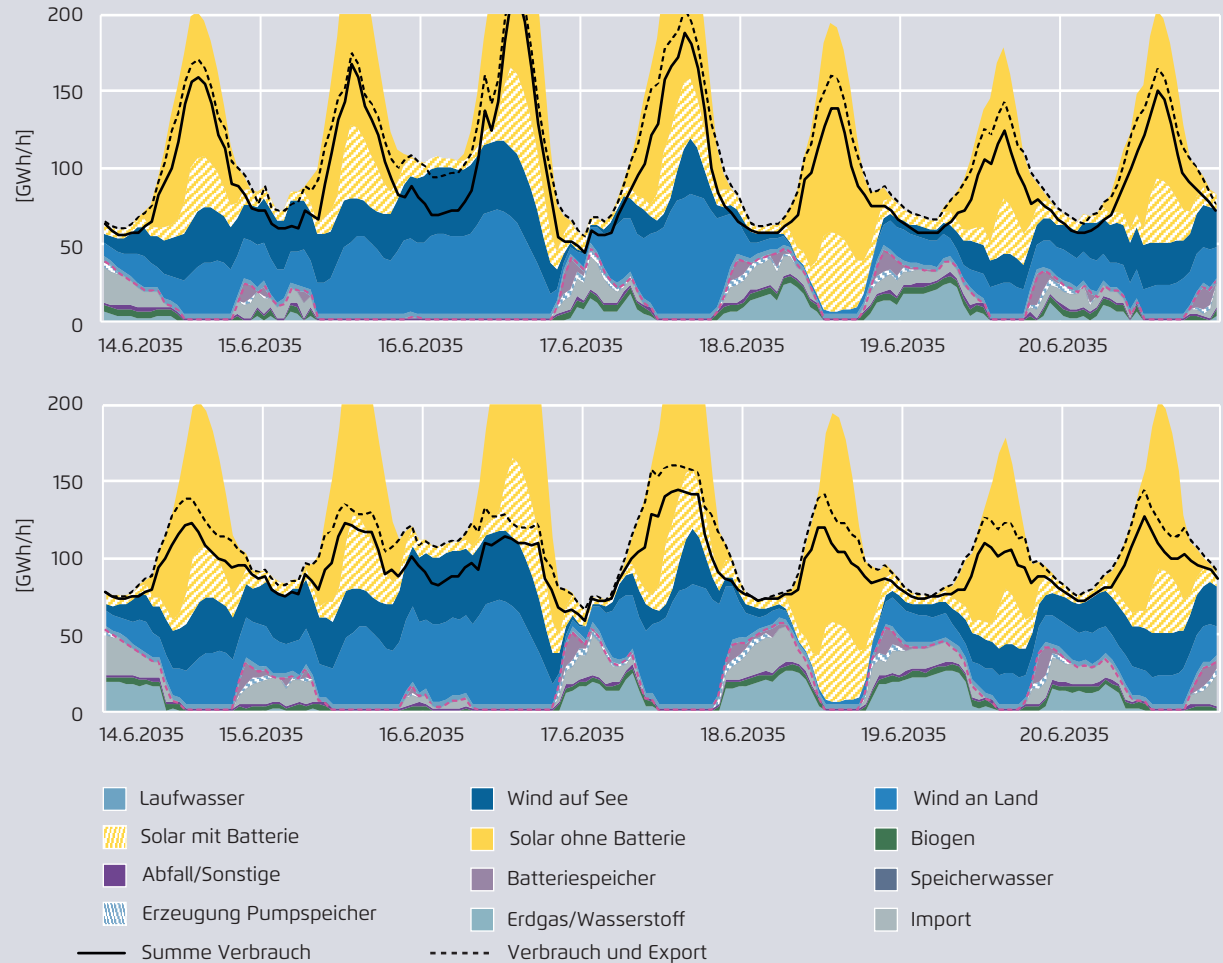 [GWh/h]
200
150
100
50
0
14.6.2035 15.6.2035 16.6.2035 17.6.2035 18.6.2035 19.6.2035 20.6.2035
[GWh/h]
200
150
100
50
0
14.6.2035 15.6.2035 16.6.2035 17.6.2035 18.6.2035 19.6.2035 20.6.2035
Laufwasser Wind auf See Wind an Land
Solar mit Batterie Solar ohne Batterie Biogen
Abfall/Sonstige Batteriespeicher Speicherwasser
Erzeugung Pumpspeicher Erdgas/Wasserstoff Import
Summe Verbrauch Verbrauch und Export